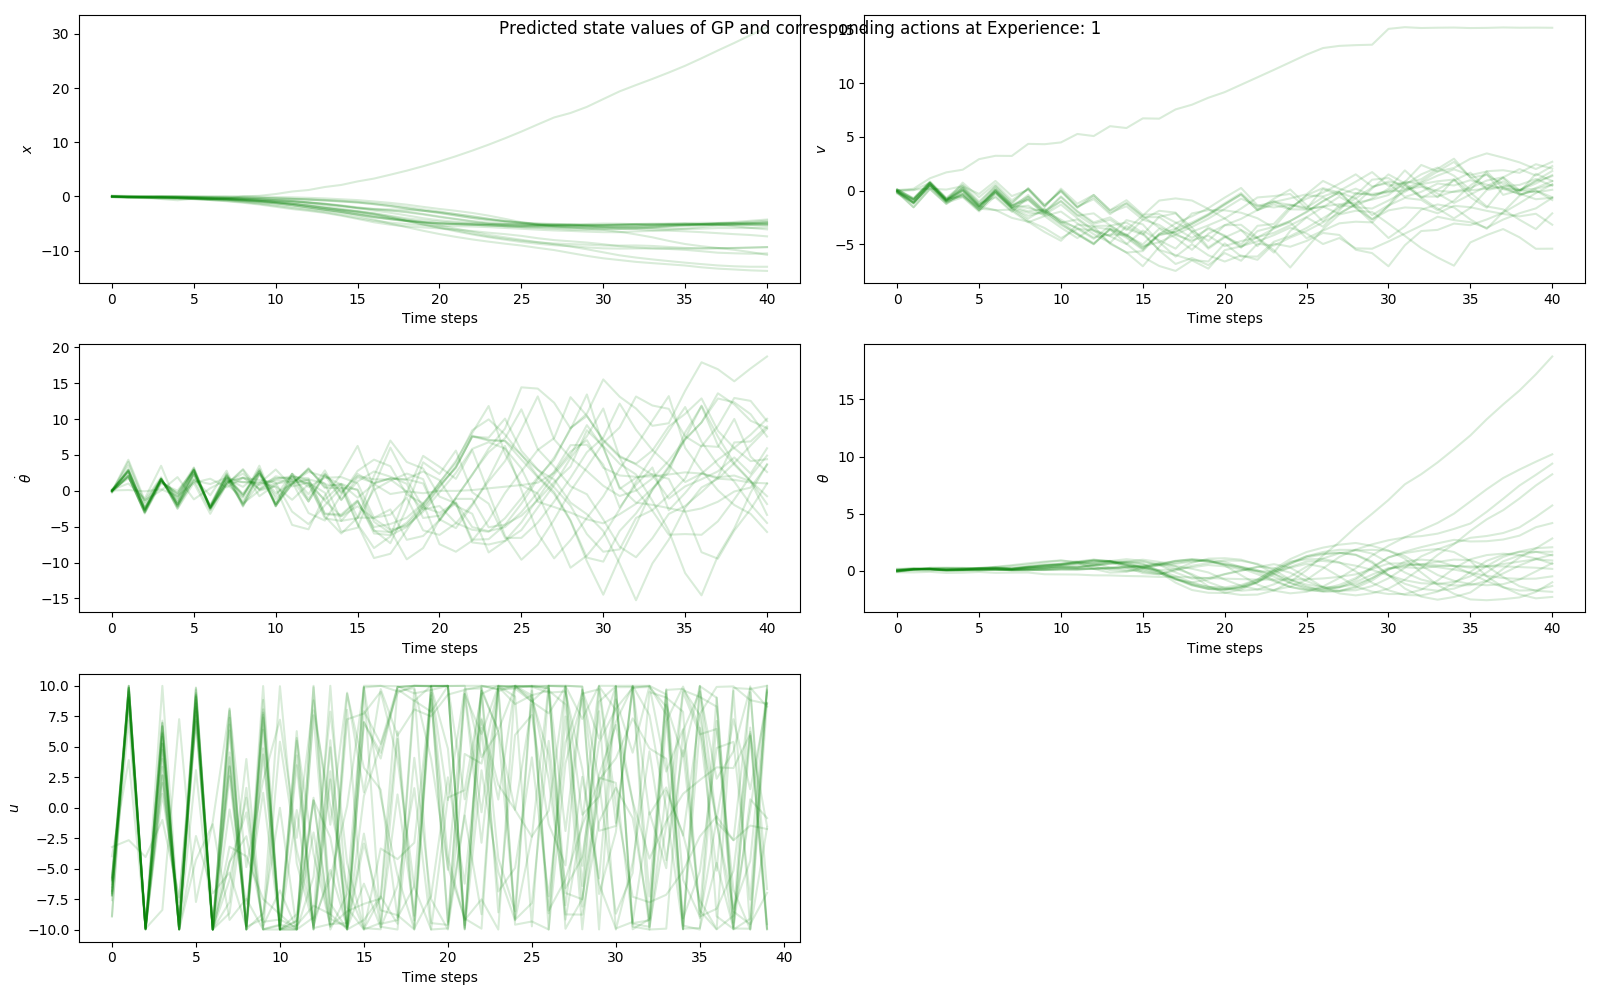 Predicted state values of GP and corresponding actions at Experience: 1
30
20
10
0
−10
x
0 5 10 15 20 25 30 35 40
Time steps
15
10
5
0
−5
v
0 5 10 15 20 25 30 35 40
Time steps
20
15
10
5
0
−5
−10
−15
θ̇
0 5 10 15 20 25 30 35 40
Time steps
15
10
5
0
θ
0 5 10 15 20 25 30 35 40
Time steps
10.0
7.5
5.0
2.5
0.0
−2.5
−5.0
−7.5
−10.0
u
0 5 10 15 20 25 30 35 40
Time steps